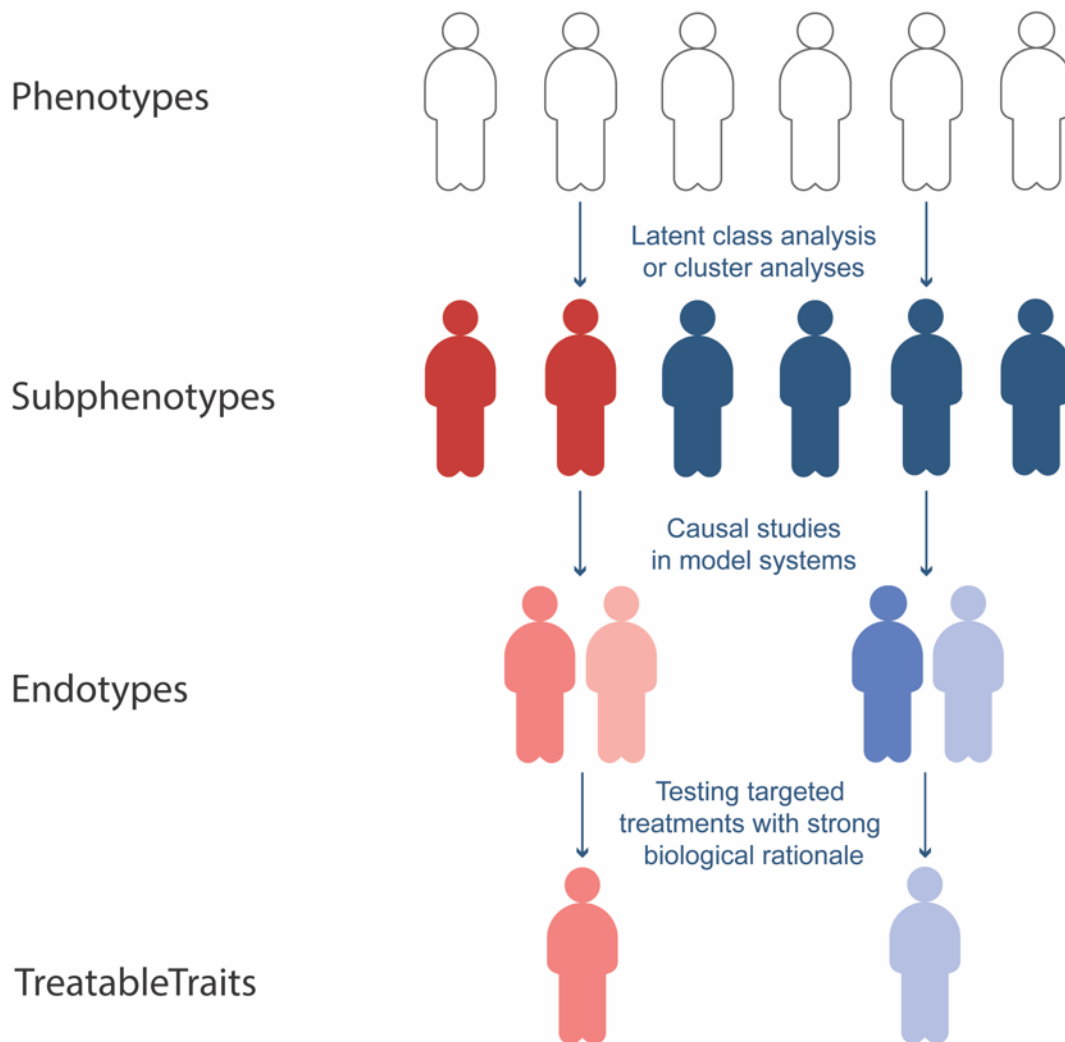 Phenotypes
Latent class analysis
or cluster analyses
Subphenotypes
Causal studies
in model systems
Endotypes
Testing targeted
treatments with strong
biological rationale
TreatableTraits